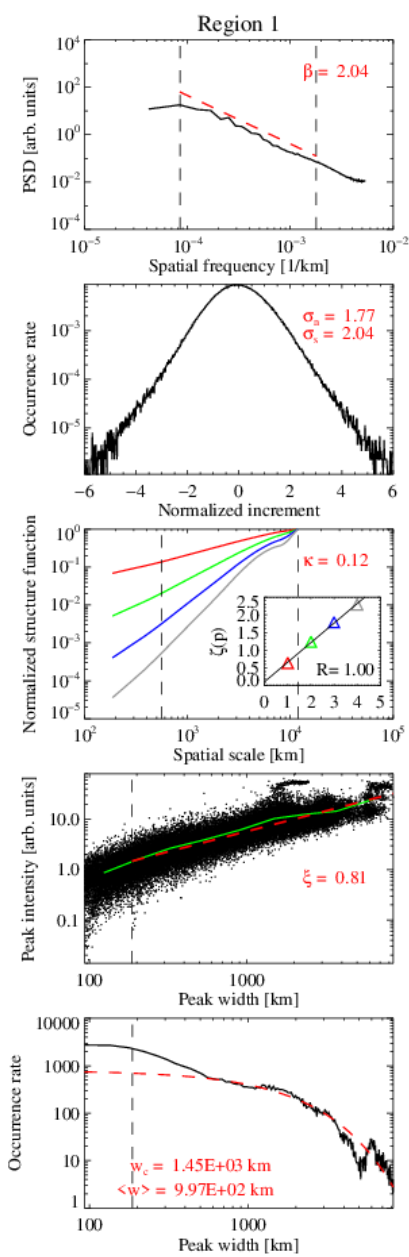 Region 1
β = 2.04
PSD [arb. units]
10^4
10^2
10^0
10^-2
10^-4
10^-5
10^-4
10^-3
10^-2
Spatial frequency [1/km]
σ_a = 1.77
σ_s = 2.04
Occurrence rate
10^-3
10^-4
10^-5
-6
-4
-2
0
2
4
6
Normalized increment
Normalized structure function
10^0
10^-1
10^-2
10^-3
10^-4
10^-5
κ = 0.12
ζ(p)
2.5
2.0
1.5
1.0
0.5
0.0
R= 1.00
0 1 2 3 4 5
10^2
10^3
10^4
10^5
Spatial scale [km]
Peak intensity [arb. units]
10.0
1.0
0.1
ξ = 0.81
100
1000
Peak width [km]
Occurrence rate
10000
1000
100
10
1
w_c = 1.45E+03 km
<w> = 9.97E+02 km
100
1000
Peak width [km]